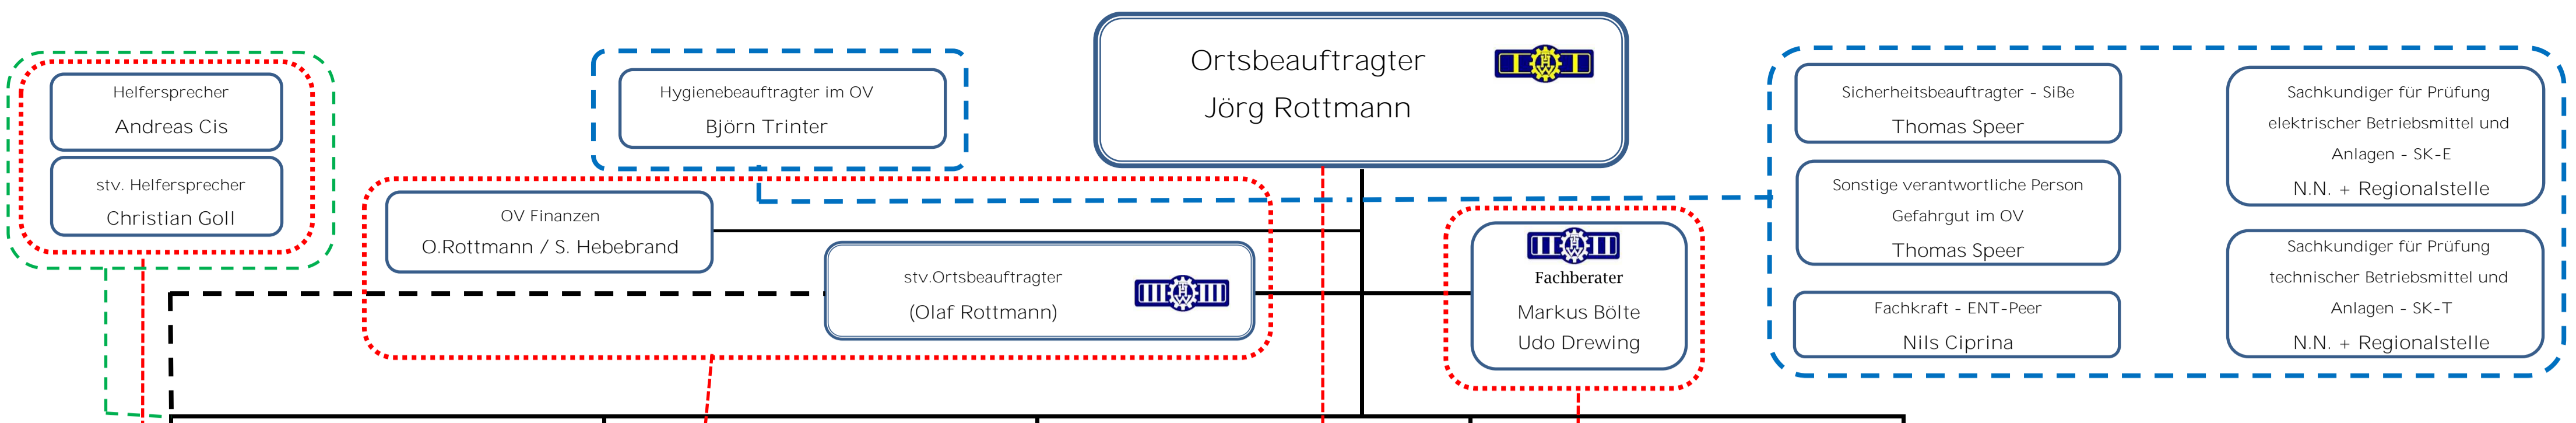 Helfersprecher
Andreas Cis
stv. Helfersprecher
Christian Goll
Hygienebeauftragter im OV
Björn Trinter
OV Finanzen
O.Rottmann / S. Hebebrand
stv.Ortsbeauftragter
(Olaf Rottmann)
Ortsbeauftragter
Jörg Rottmann
Fachberater
Markus Bölte
Udo Drewing
Sicherheitsbeauftragter - SiBe
Thomas Speer
Sonstige verantwortliche Person
Gefahrgut im OV
Thomas Speer
Fachkraft - ENT-Peer
Nils Ciprina
Sachkundiger für Prüfung
elektrischer Betriebsmittel und
Anlagen - SK-E
N.N. + Regionalstelle
Sachkundiger für Prüfung
technischer Betriebsmittel und
Anlagen - SK-T
N.N. + Regionalstelle